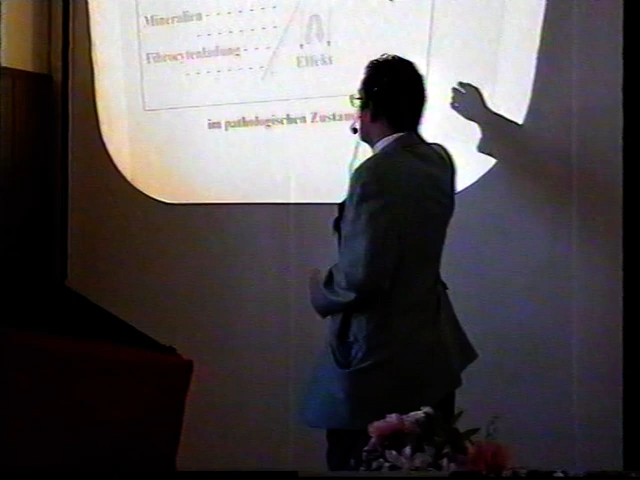 Mineralien - - - - - -
Fibrocytenladung - - -
- - - - - -
Effekt
im pathologischen Zustand